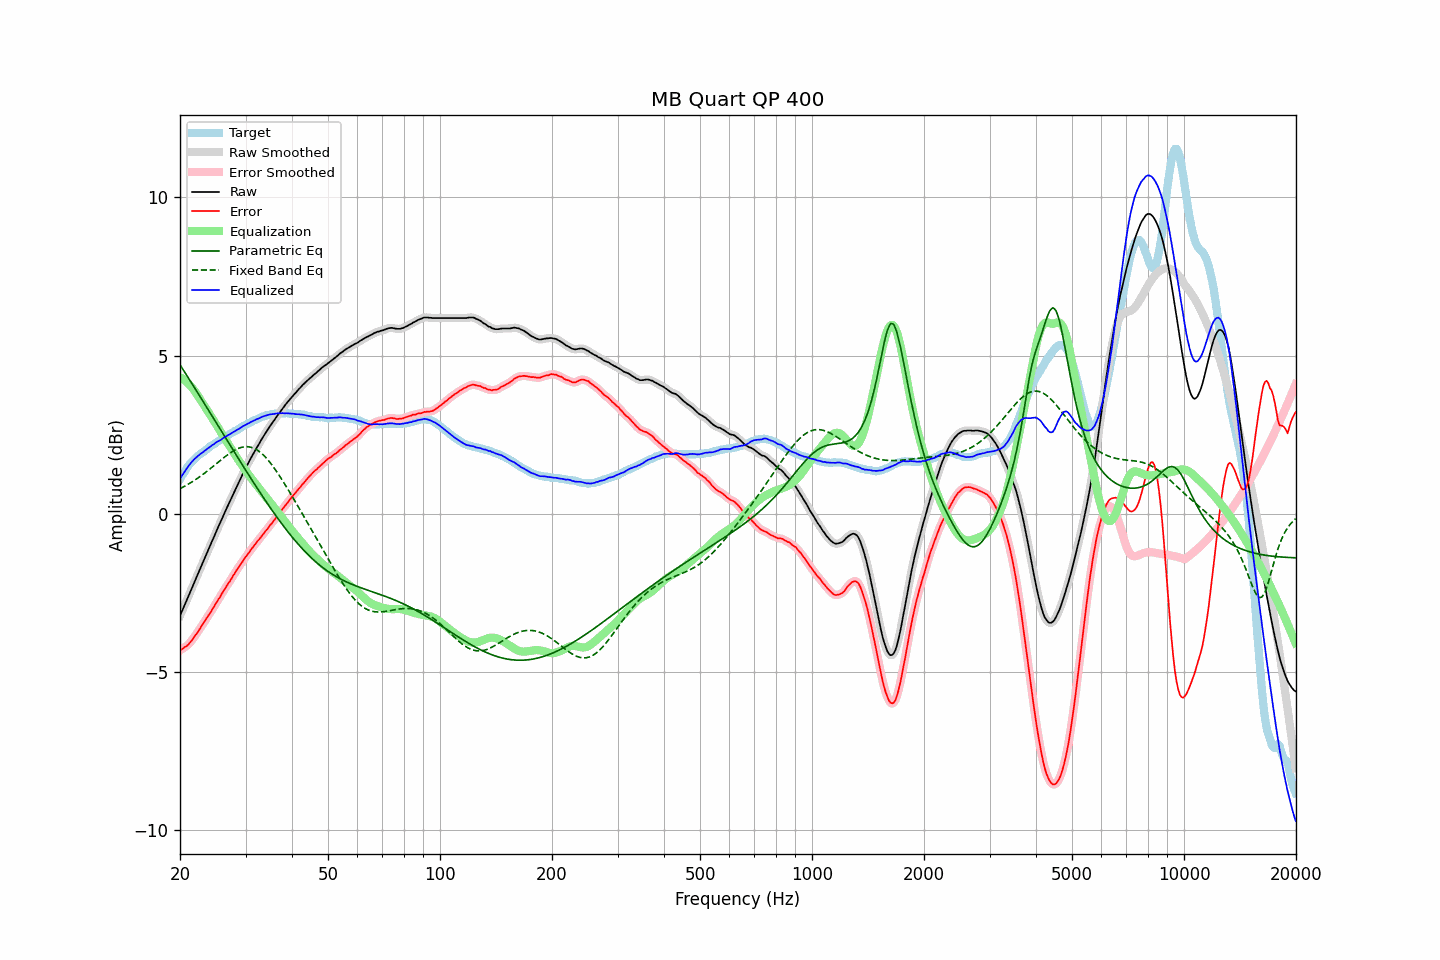 MB Quart QP 400
Target
Raw Smoothed
Error Smoothed
Raw
Error
Equalization
Parametric Eq
Fixed Band Eq
Equalized
Amplitude (dBr)
10
5
0
−5
−10
20 50 100 200 500 1000 2000 5000 10000 20000
Frequency (Hz)